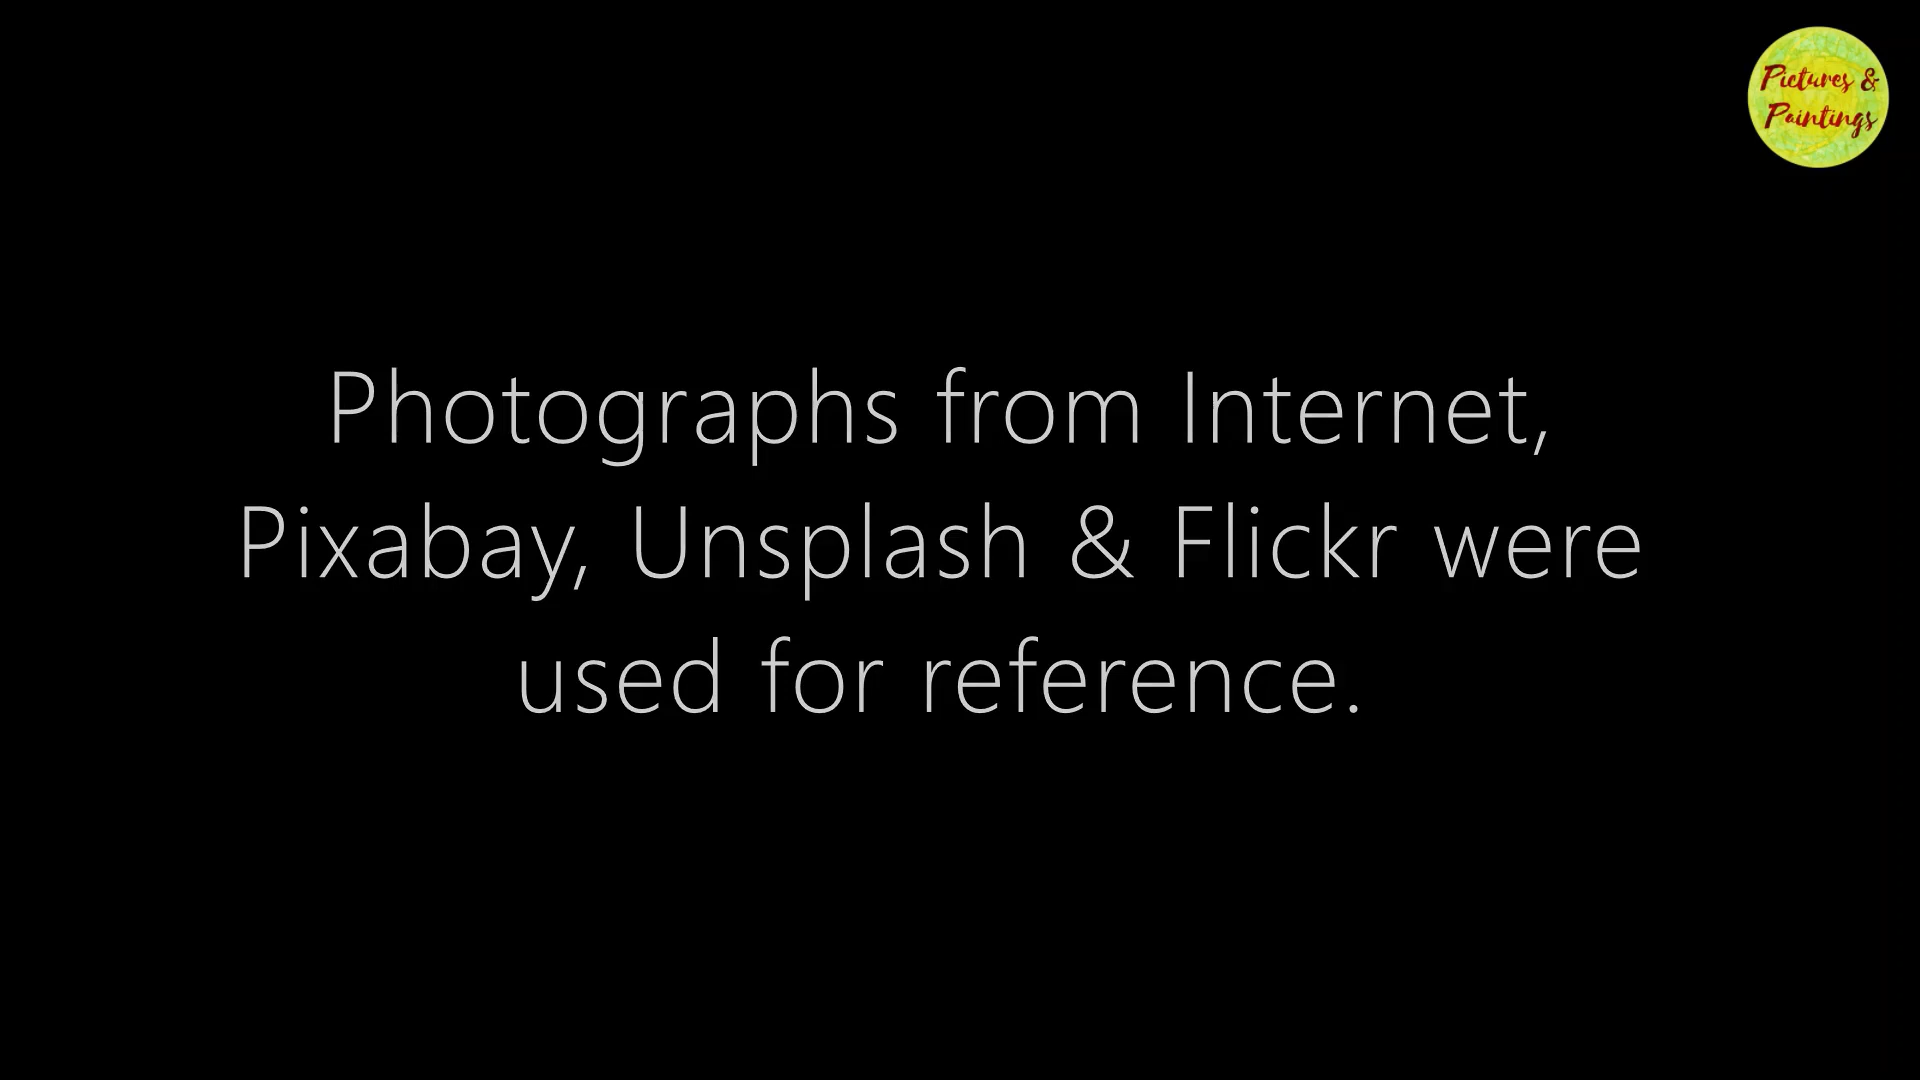 Pictures &
Paintings
Photographs from Internet,
Pixabay, Unsplash & Flickr were
used for reference.